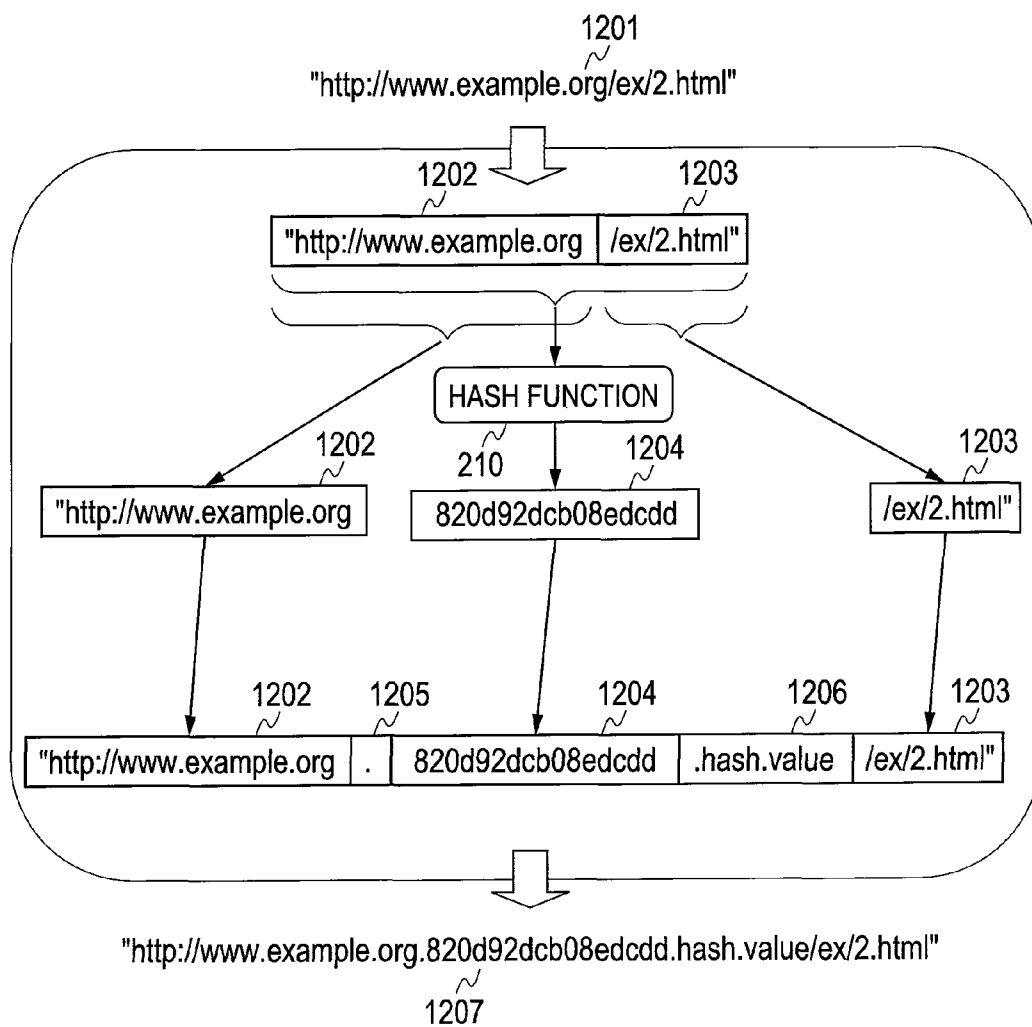 1201
"http://www.example.org/ex/2.html"
1202 1203
"http://www.example.org /ex/2.html"
HASH FUNCTION
210
1202 1204 1203
"http://www.example.org 820d92dcb08edcdd /ex/2.html"
1202 1205 1204 1206 1203
"http://www.example.org . 820d92dcb08edcdd .hash.value /ex/2.html"
"http://www.example.org.820d92dcb08edcdd.hash.value/ex/2.html"
1207